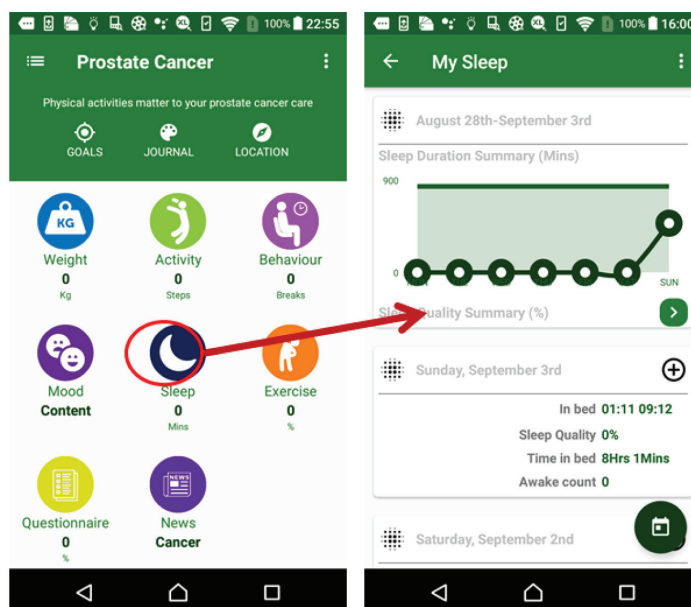 100% 22:55
Prostate Cancer
Physical activities matter to your prostate cancer care
GOALS JOURNAL LOCATION
KG
Weight Activity Behaviour
0 0 0
Kg Steps Breaks
Mood Sleep Exercise
Content 0 0
Mins %
NEWS
Questionnaire News
0 Cancer
%
100% 16:00
My Sleep
August 28th-September 3rd
Sleep Duration Summary (Mins)
900
0
SUN
Quality Summary (%)
Sunday, September 3rd
In bed 01:11 09:12
Sleep Quality 0%
Time in bed 8Hrs 1Mins
Awake count 0
Saturday, September 2nd